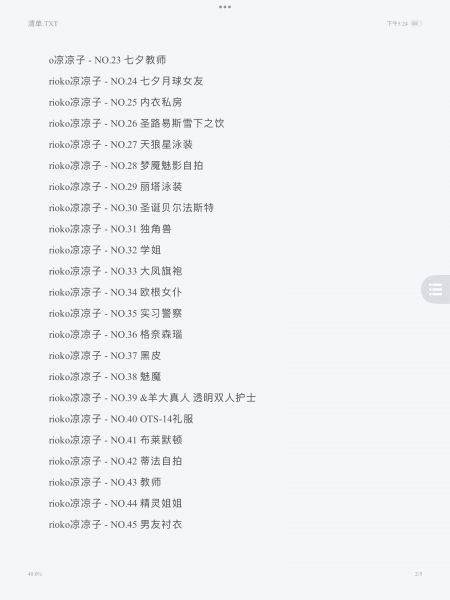 清单.TXT
下午5:24
o凉凉子 - NO.23 七夕教师
rioko凉凉子 - NO.24 七夕月球女友
rioko凉凉子 - NO.25 内衣私房
rioko凉凉子 - NO.26 圣路易斯雪下之饮
rioko凉凉子 - NO.27 天狼星泳装
rioko凉凉子 - NO.28 梦魔魅影自拍
rioko凉凉子 - NO.29 丽塔泳装
rioko凉凉子 - NO.30 圣诞贝尔法斯特
rioko凉凉子 - NO.31 独角兽
rioko凉凉子 - NO.32 学姐
rioko凉凉子 - NO.33 大凤旗袍
rioko凉凉子 - NO.34 欧根女仆
rioko凉凉子 - NO.35 实习警察
rioko凉凉子 - NO.36 格奈森瑙
rioko凉凉子 - NO.37 黑皮
rioko凉凉子 - NO.38 魅魔
rioko凉凉子 - NO.39 &羊大真人 透明双人护士
rioko凉凉子 - NO.40 OTS-14礼服
rioko凉凉子 - NO.41 布莱默顿
rioko凉凉子 - NO.42 蒂法自拍
rioko凉凉子 - NO.43 教师
rioko凉凉子 - NO.44 精灵姐姐
rioko凉凉子 - NO.45 男友衬衣
2/5